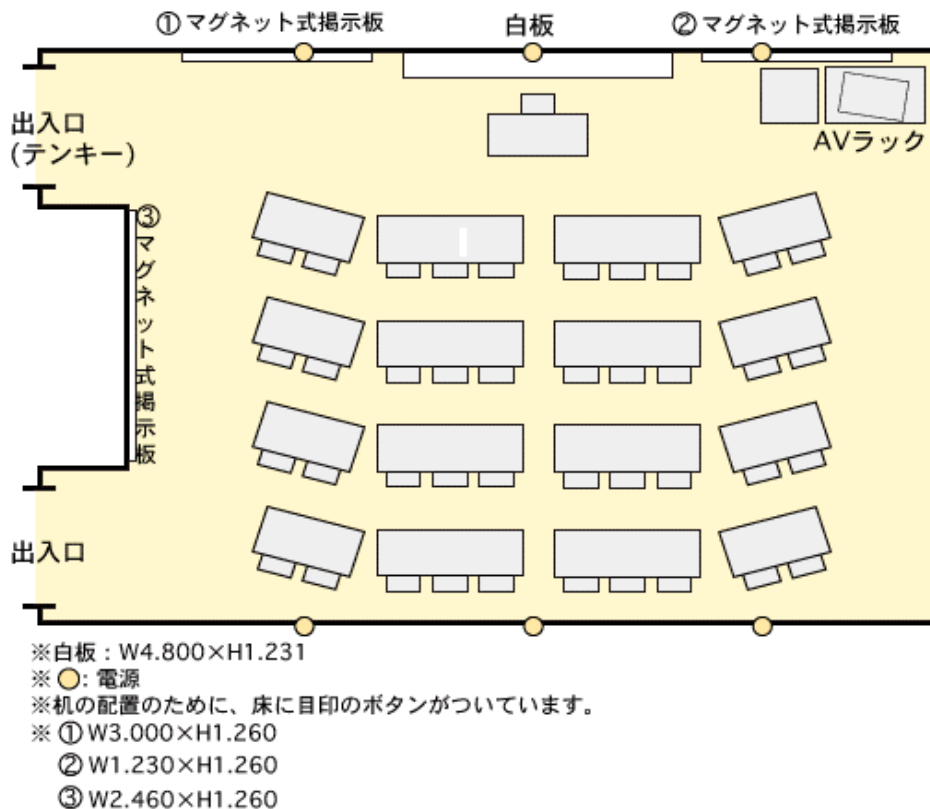 ① マグネット式掲示板
白板
② マグネット式掲示板
出入口
(テンキー)
AVラック
③マグネット式掲示板
出入口
※白板：W4.800×H1.231
※ : 電源
※机の配置のために、床に目印のボタンがついています。
※ ① W3.000×H1.260
② W1.230×H1.260
③ W2.460×H1.260